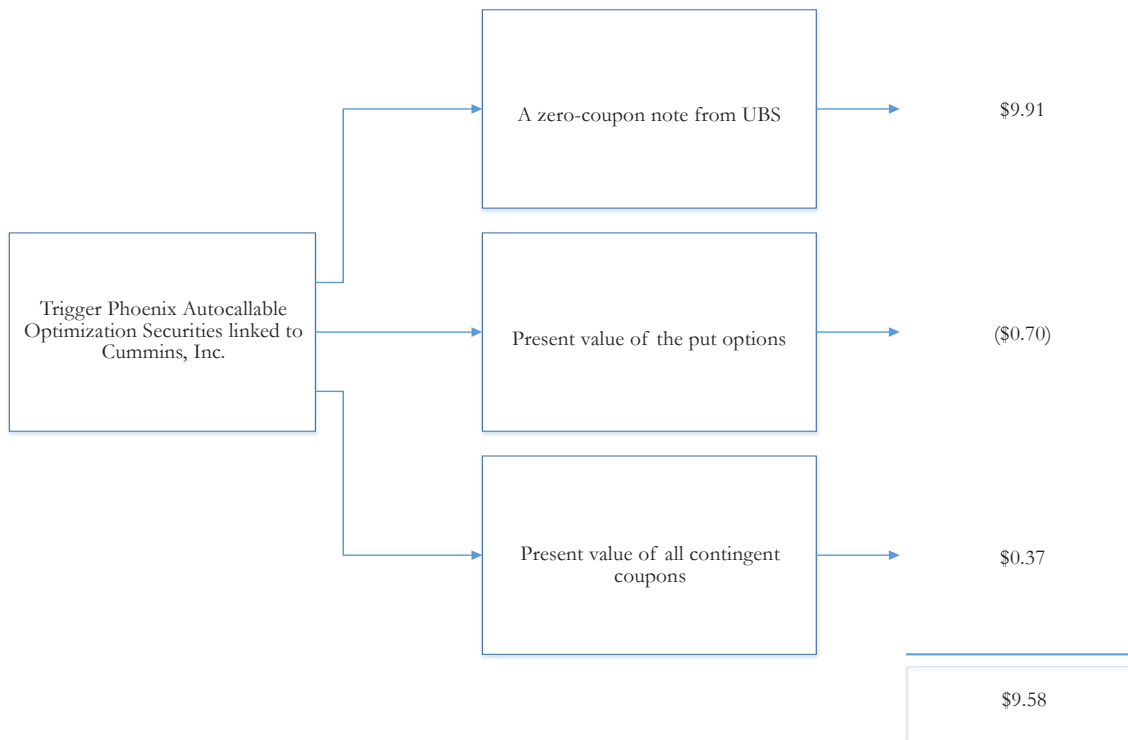 A zero-coupon note from UBS
$9.91
Trigger Phoenix Autocallable
Optimization Securities linked to
Cummins, Inc.
Present value of the put options
($0.70)
Present value of all contingent
coupons
$0.37
$9.58